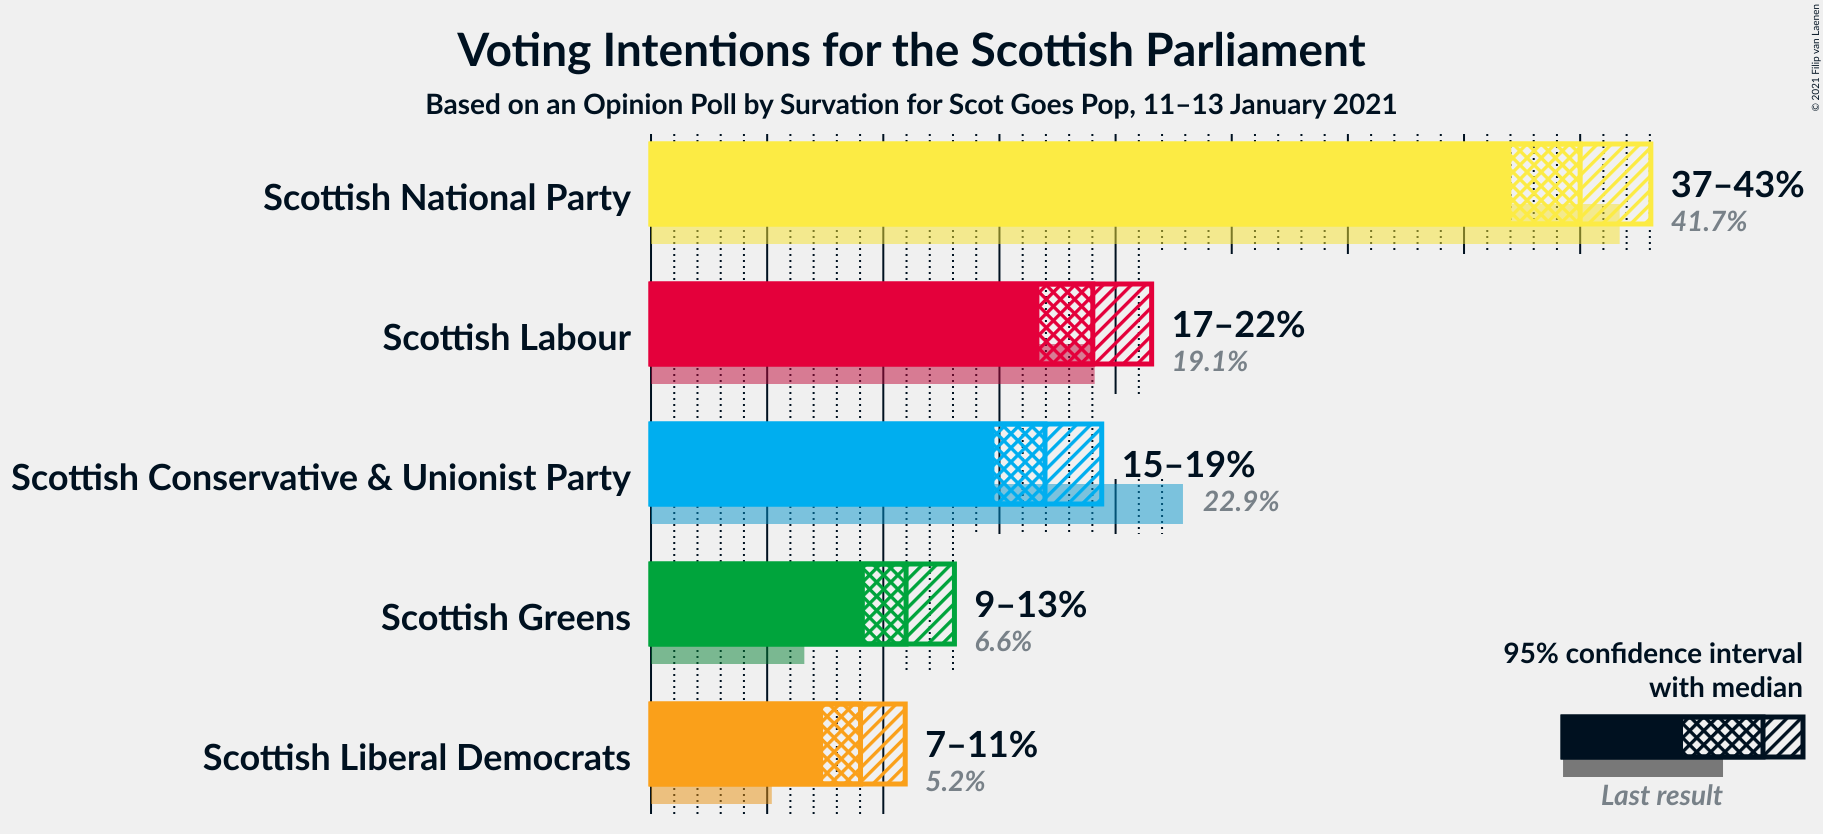 Voting Intentions for the Scottish Parliament
Based on an Opinion Poll by Survation for Scot Goes Pop, 11–13 January 2021
© 2021 Filip van Laenen
Scottish National Party
37–43%
41.7%
Scottish Labour
17–22%
19.1%
Scottish Conservative & Unionist Party
15–19%
22.9%
Scottish Greens
9–13%
6.6%
Scottish Liberal Democrats
7–11%
5.2%
95% confidence interval
with median
Last result